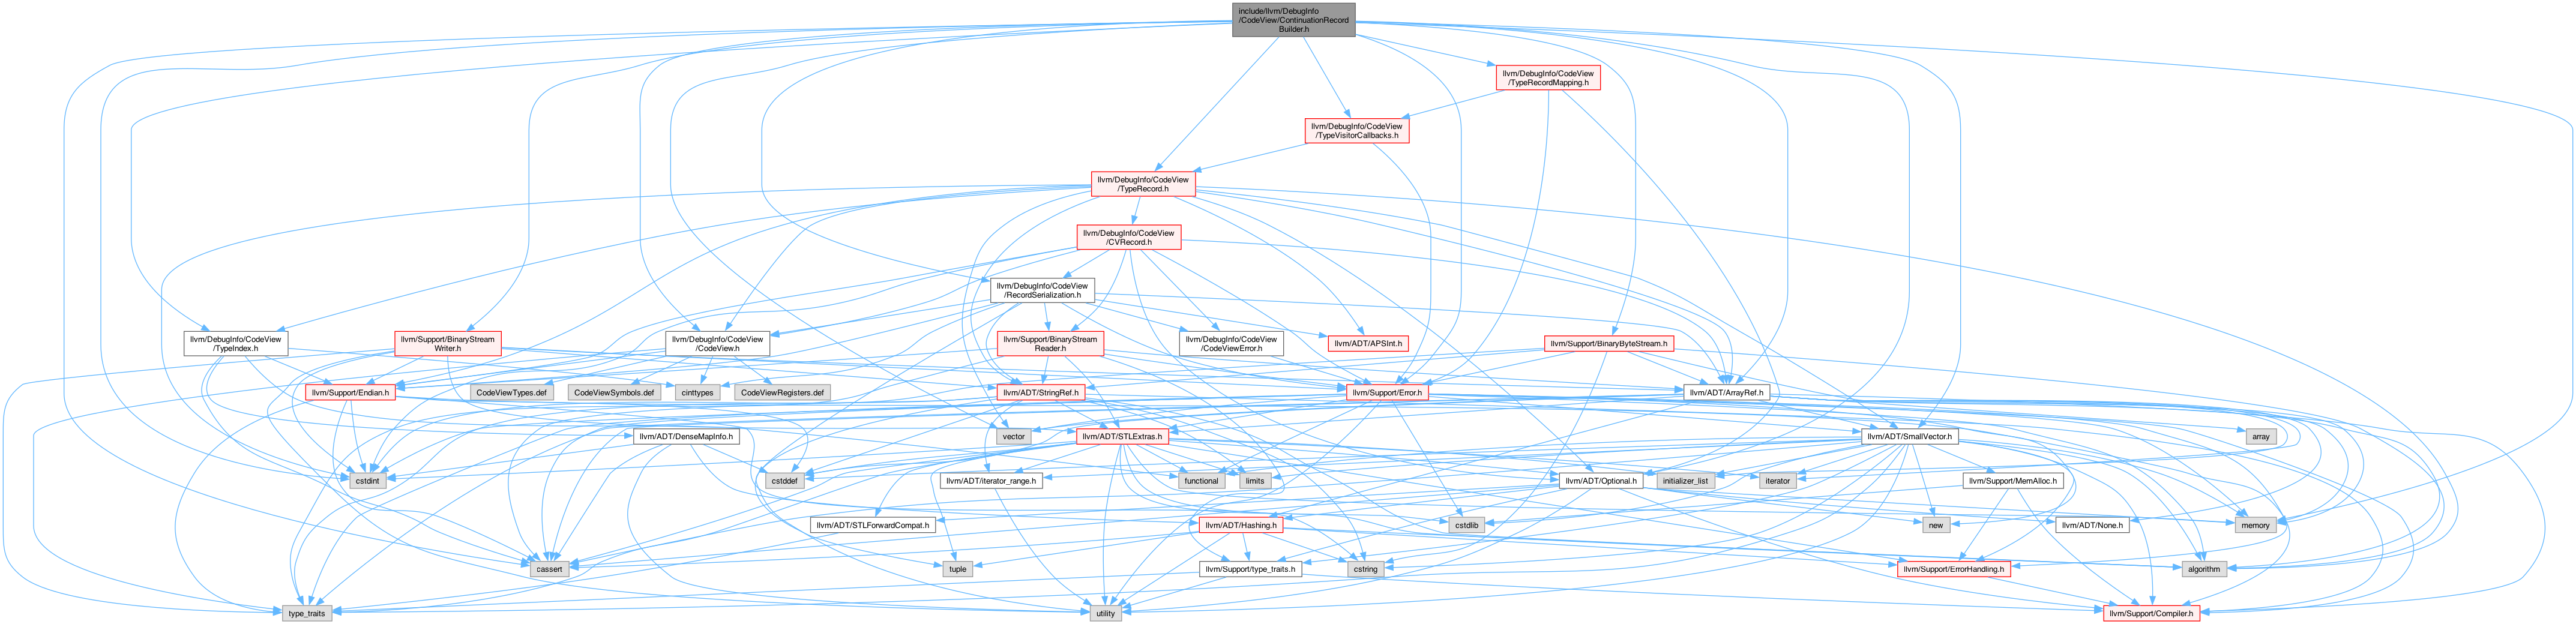 include/llvm/DebugInfo
/CodeView/ContinuationRecord
Builder.h
llvm/DebugInfo/CodeView
/TypeRecordMapping.h
llvm/DebugInfo/CodeView
/TypeVisitorCallbacks.h
llvm/DebugInfo/CodeView
/TypeRecord.h
llvm/DebugInfo/CodeView
/CVRecord.h
llvm/DebugInfo/CodeView
/RecordSerialization.h
llvm/DebugInfo/CodeView
/TypeIndex.h
llvm/Support/BinaryStream
Writer.h
llvm/DebugInfo/CodeView
/CodeView.h
llvm/Support/BinaryStream
Reader.h
llvm/DebugInfo/CodeView
/CodeViewError.h
llvm/ADT/APSInt.h
llvm/Support/BinaryByteStream.h
llvm/Support/Endian.h
CodeViewTypes.def
CodeViewSymbols.def
cinttypes
CodeViewRegisters.def
llvm/ADT/StringRef.h
llvm/Support/Error.h
llvm/ADT/ArrayRef.h
llvm/ADT/DenseMapInfo.h
vector
llvm/ADT/STLExtras.h
llvm/ADT/SmallVector.h
array
cstdint
cstddef
llvm/ADT/iterator_range.h
functional
limits
llvm/ADT/Optional.h
initializer_list
iterator
llvm/Support/MemAlloc.h
llvm/ADT/STLForwardCompat.h
llvm/ADT/Hashing.h
cstdlib
new
llvm/ADT/None.h
memory
cassert
tuple
llvm/Support/type_traits.h
cstring
llvm/Support/ErrorHandling.h
algorithm
type_traits
utility
llvm/Support/Compiler.h